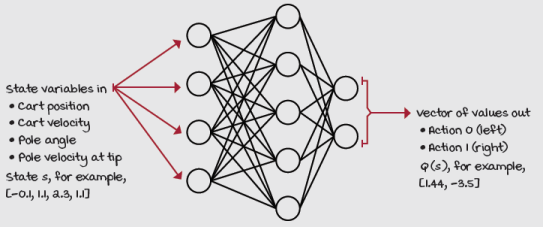 State variables in
• Cart position
• Cart velocity
• Pole angle
• Pole velocity at tip
State s, for example,
[-0.1, 1.1, 2.3, 1.1]
Vector of values out
• Action 0 (left)
• Action 1 (right)
Q(s), for example,
[1.44, -3.5]